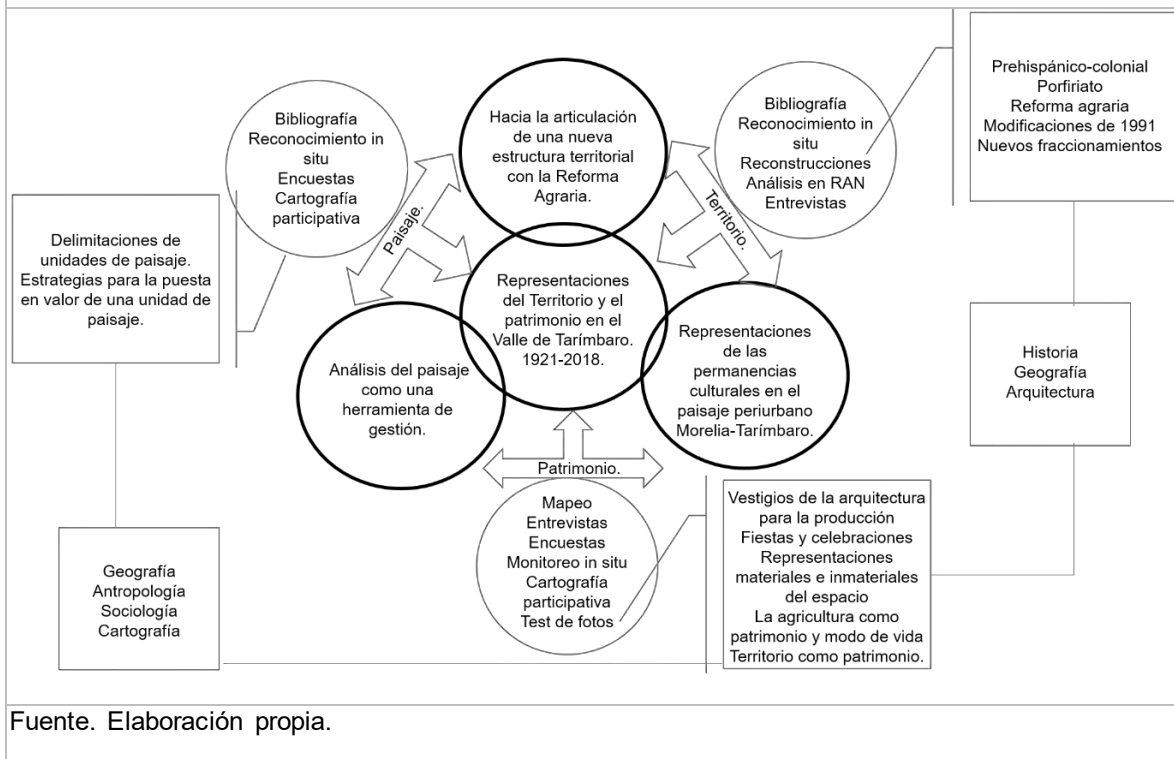 Prehispánico-colonial
Porfiriato
Reforma agraria
Modificaciones de 1991
Nuevos fraccionamientos
Bibliografía
Reconocimiento in
situ
Encuestas
Cartografía
participativa
Hacia la articulación
de una nueva
estructura territorial
con la Reforma
Agraria.
Bibliografía
Reconocimiento in
situ
Reconstrucciones
Análisis en RAN
Entrevistas
Paisaje.
Territorio.
Delimitaciones de
unidades de paisaje.
Estrategias para la puesta
en valor de una unidad de
paisaje.
Representaciones
del Territorio y el
patrimonio en el
Valle de Tarímbaro.
1921-2018.
Análisis del paisaje
como una
herramienta de
gestión.
Representaciones
de las
permanencias
culturales en el
paisaje periurbano
Morelia-Tarímbaro.
Historia
Geografía
Arquitectura
Patrimonio.
Mapeo
Entrevistas
Encuestas
Monitoreo in situ
Cartografía
participativa
Test de fotos
Vestigios de la arquitectura
para la producción
Fiestas y celebraciones
Representaciones
materiales e inmateriales
del espacio
La agricultura como
patrimonio y modo de vida
Territorio como patrimonio.
Geografía
Antropología
Sociología
Cartografía
Fuente. Elaboración propia.